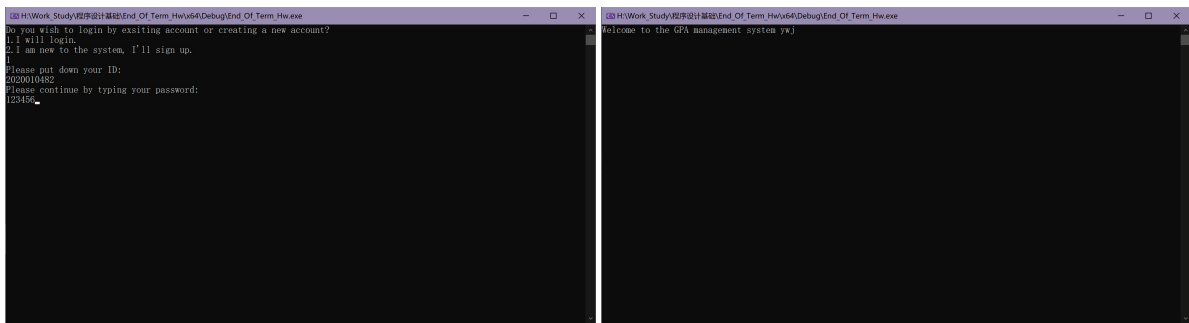 H:\Work_Study\程序设计基础\End_Of_Term_Hw\x64\Debug\End_Of_Term_Hw.exe
Do you wish to login by exsiting account or creating a new account?
1.I will login.
2.I am new to the system, I'll sign up.
1
Please put down your ID:
2020010482
Please continue by typing your password:
123456
H:\Work_Study\程序设计基础\End_Of_Term_Hw\x64\Debug\End_Of_Term_Hw.exe
Welcome to the GPA management system ywj